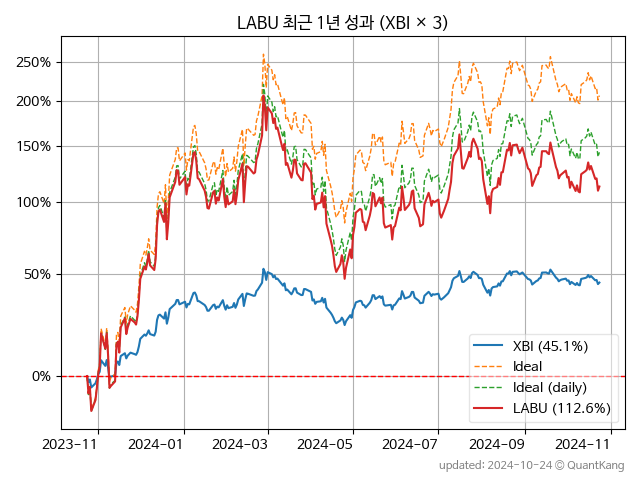 LABU 최근 1년 성과 (XBI × 3)
250%
200%
150%
100%
50%
0%
XBI (45.1%)
Ideal
Ideal (daily)
LABU (112.6%)
2023−11
2024−01
2024−03
2024−05
2024−07
2024−09
2024−11
updated: 2024-10-24 © QuantKang